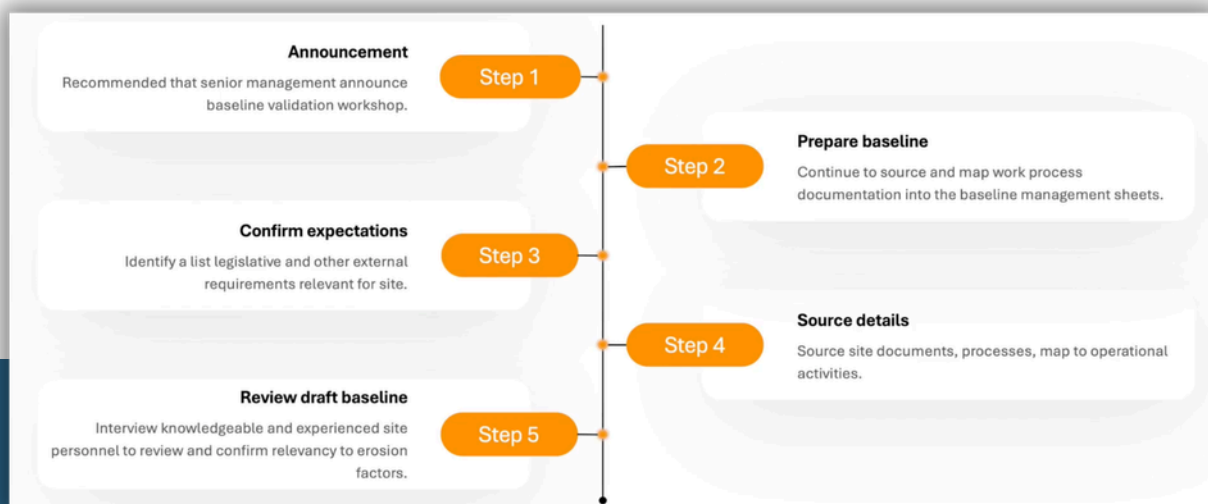 Announcement
Recommended that senior management announce
baseline validation workshop.
Step 1
Step 2
Prepare baseline
Continue to source and map work process
documentation into the baseline management sheets.
Confirm expectations
Identify a list legislative and other external
requirements relevant for site.
Step 3
Step 4
Source details
Source site documents, processes, map to operational
activities.
Review draft baseline
Interview knowledgeable and experienced site
personnel to review and confirm relevancy to erosion
factors.
Step 5